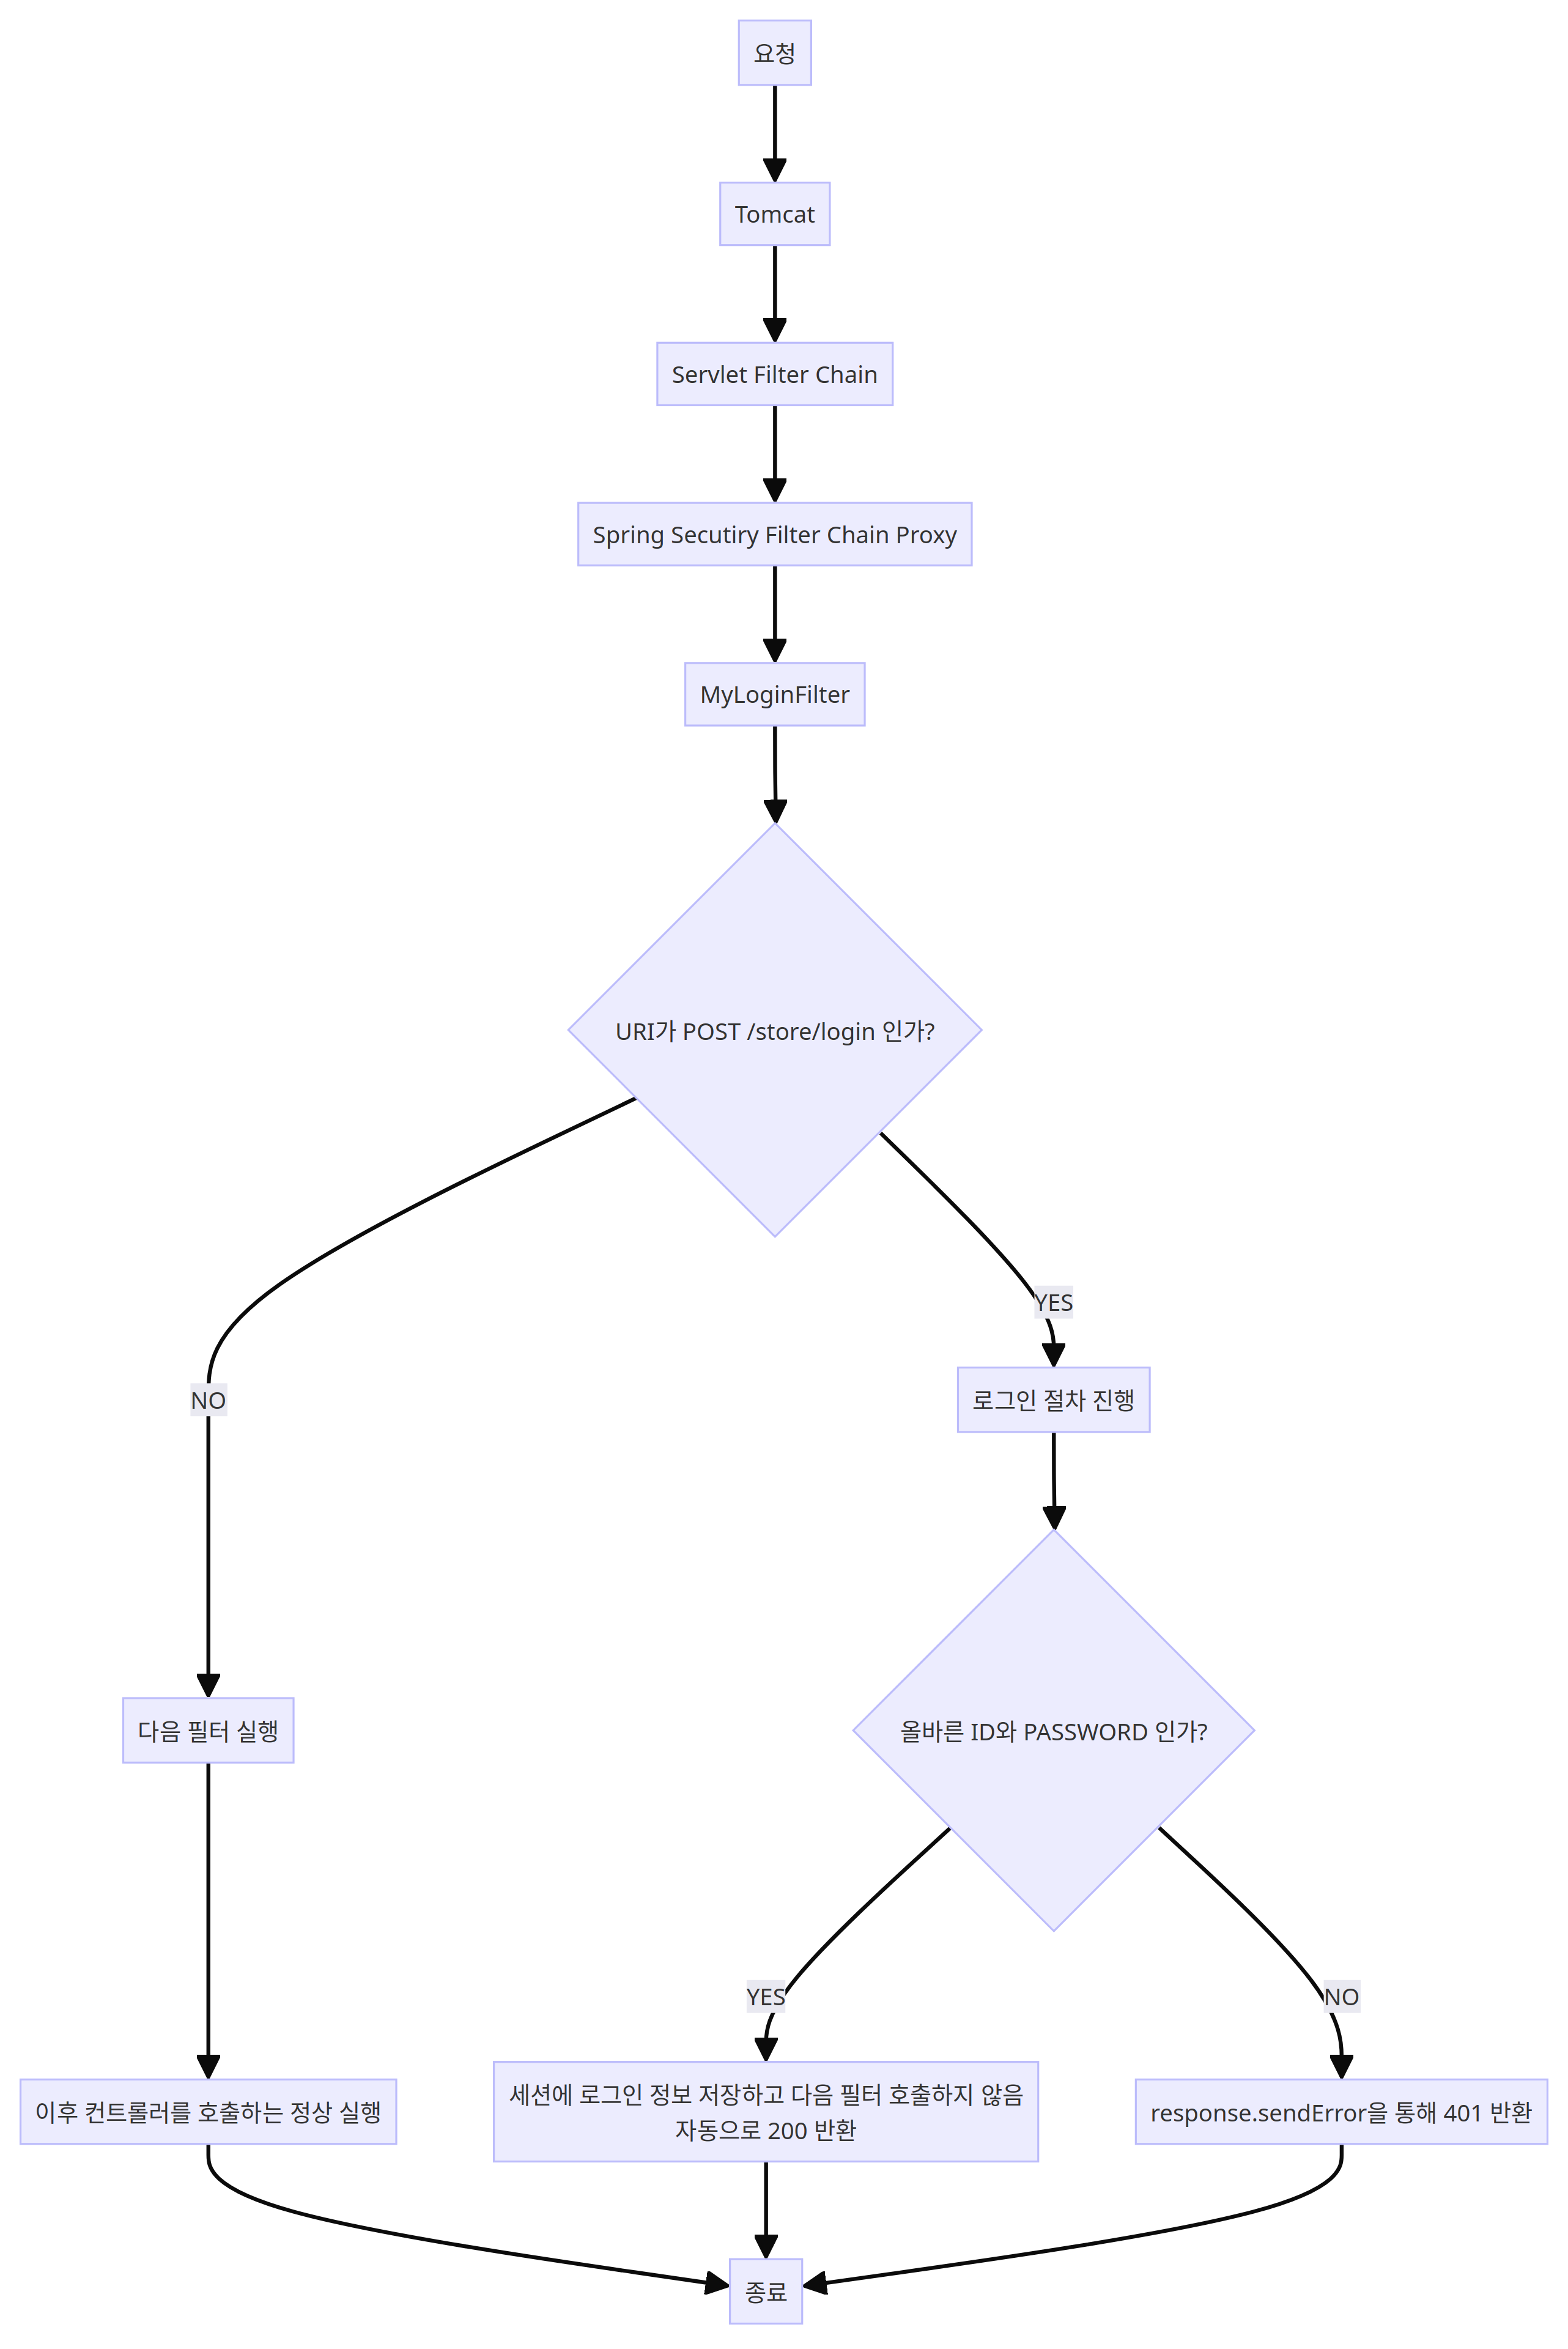 요청
Tomcat
Servlet Filter Chain
Spring Secutiry Filter Chain Proxy
MyLoginFilter
URI가 POST /store/login 인가?
YES
NO
로그인 절차 진행
다음 필터 실행
올바른 ID와 PASSWORD 인가?
YES
NO
이후 컨트롤러를 호출하는 정상 실행
세션에 로그인 정보 저장하고 다음 필터 호출하지 않음
자동으로 200 반환
response.sendError을 통해 401 반환
종료